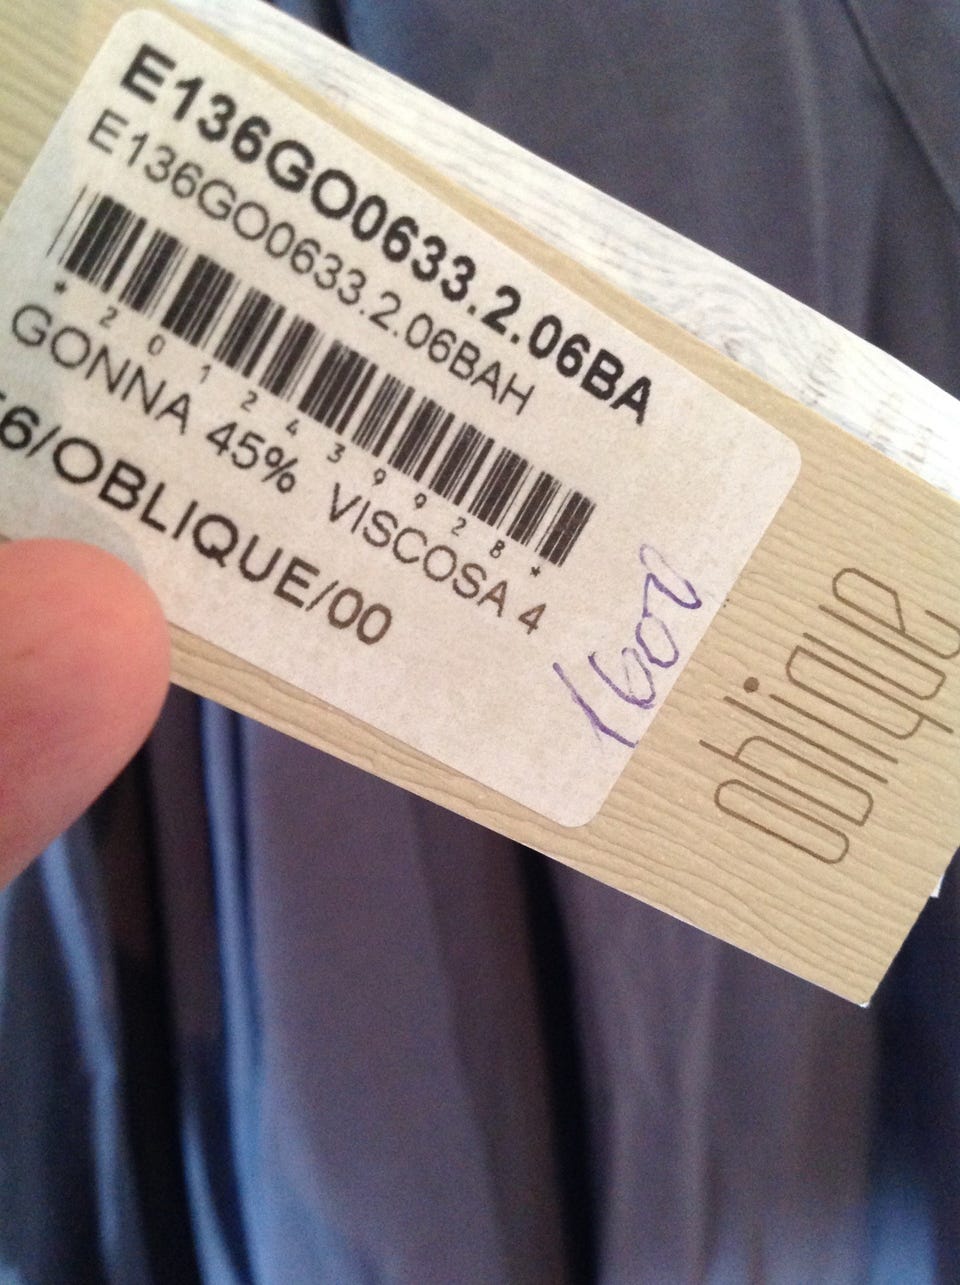 E136GO0633.2.06BA
E136GO0633.2.06BAH
* 2 0 1 2 4 3 9 9 2 8 *
GONNA 45% VISCOSA 4
6/OBLIQUE/00
1600
oblique